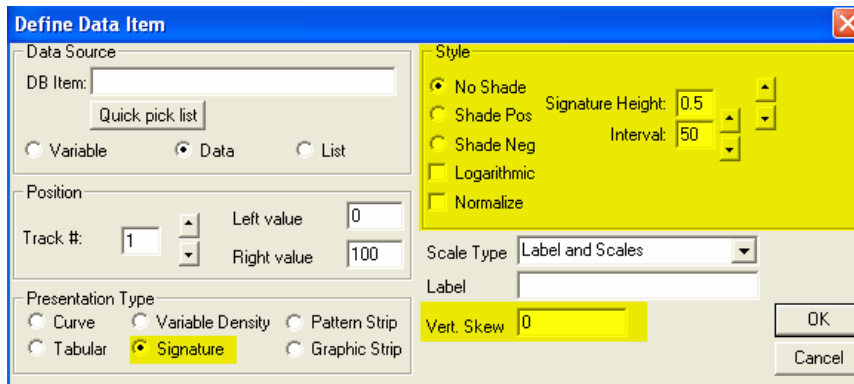 Define Data Item
Data Source
DB Item:
Quick pick list
Variable Data List
Position
Track #: 1
Left value 0
Right value 100
Presentation Type
Curve Variable Density Pattern Strip
Tabular Signature Graphic Strip
Style
No Shade
Shade Pos
Shade Neg
Logarithmic
Normalize
Signature Height: 0.5
Interval: 50
Scale Type Label and Scales
Label
Vert. Skew 0
OK
Cancel